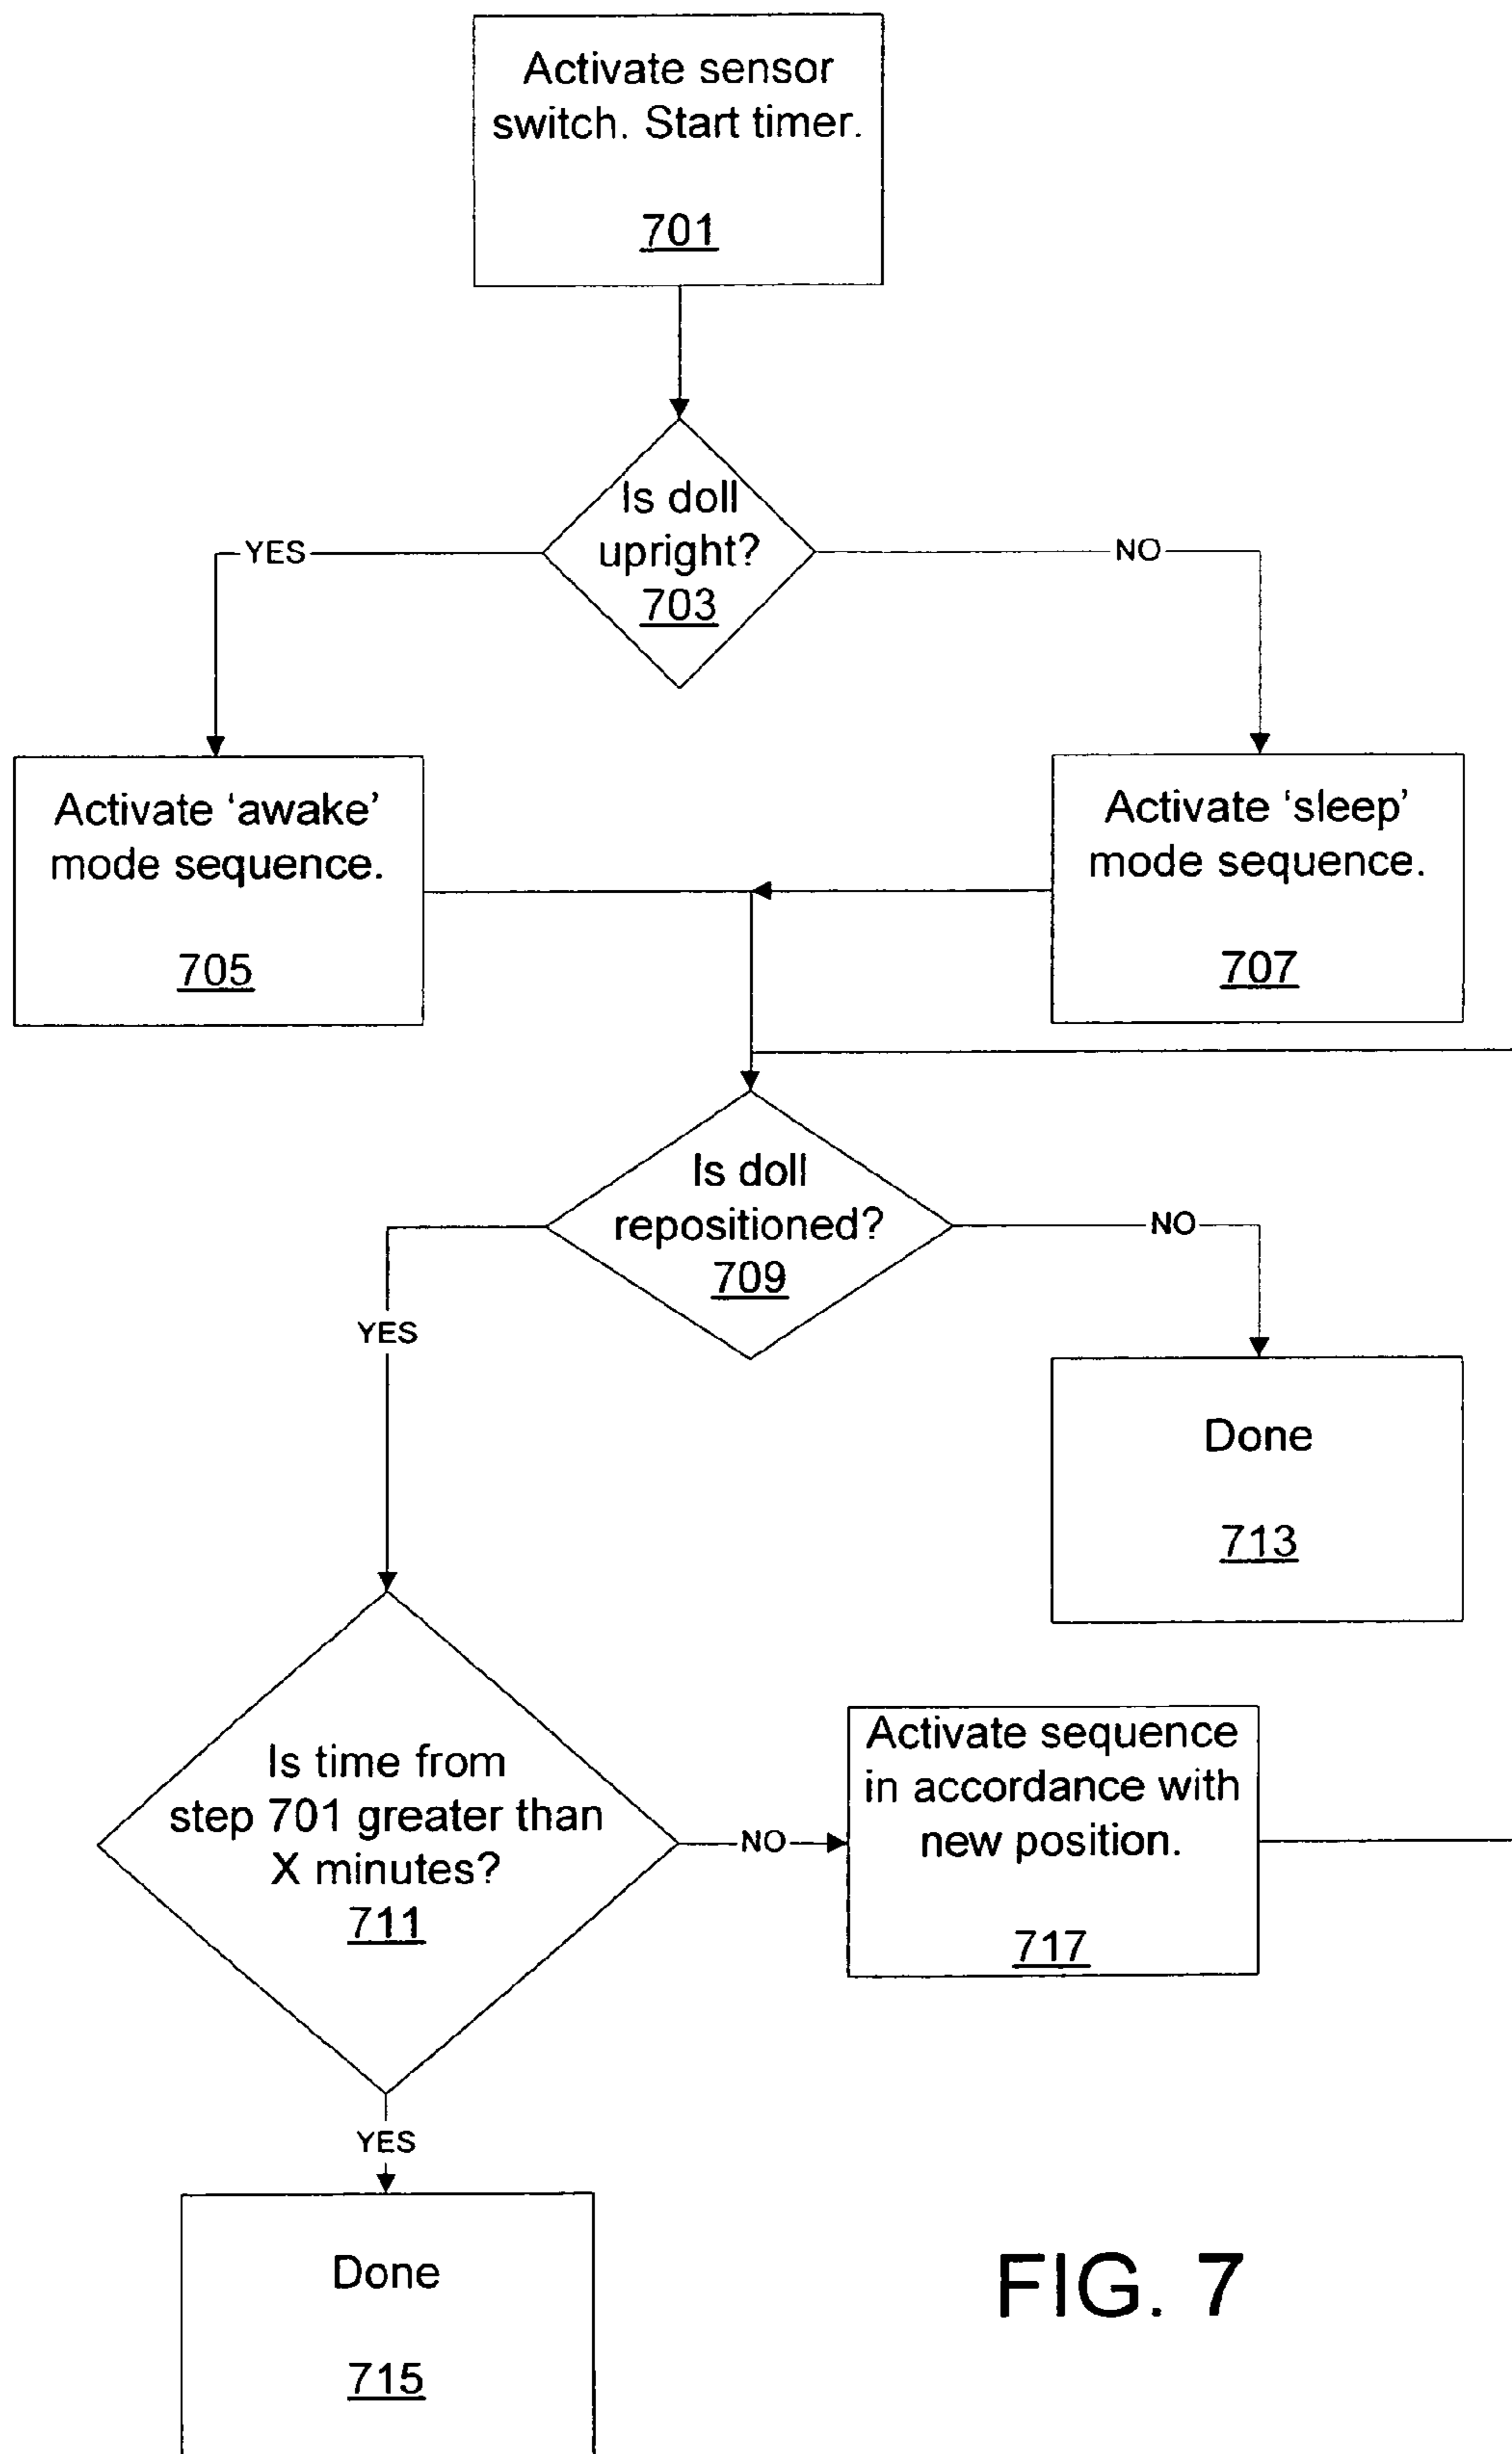 Activate sensor
switch. Start timer.
701
Is doll
upright?
703
YES
NO
Activate ‘awake’
mode sequence.
705
Activate ‘sleep’
mode sequence.
707
Is doll
repositioned?
709
YES
NO
Done
713
Is time from
step 701 greater than
X minutes?
711
NO
Activate sequence
in accordance with
new position.
717
YES
Done
715
FIG. 7